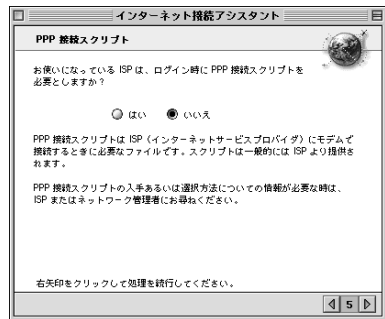 インターネット接続アシスタント
PPP 接続スクリプト
お使いになっている ISP は、ログイン時に PPP 接続スクリプトを
必要としますか？
はい いいえ
PPP 接続スクリプトは ISP（インターネットサービスプロバイダ）にモデムで
接続するときに必要なファイルです。スクリプトは一般的には ISP より提供さ
れます。
PPP 接続スクリプトの入手あるいは選択方法についての情報が必要な時は、
ISP またはネットワーク管理者にお尋ねください。
右矢印をクリックして処理を続行してください。
5